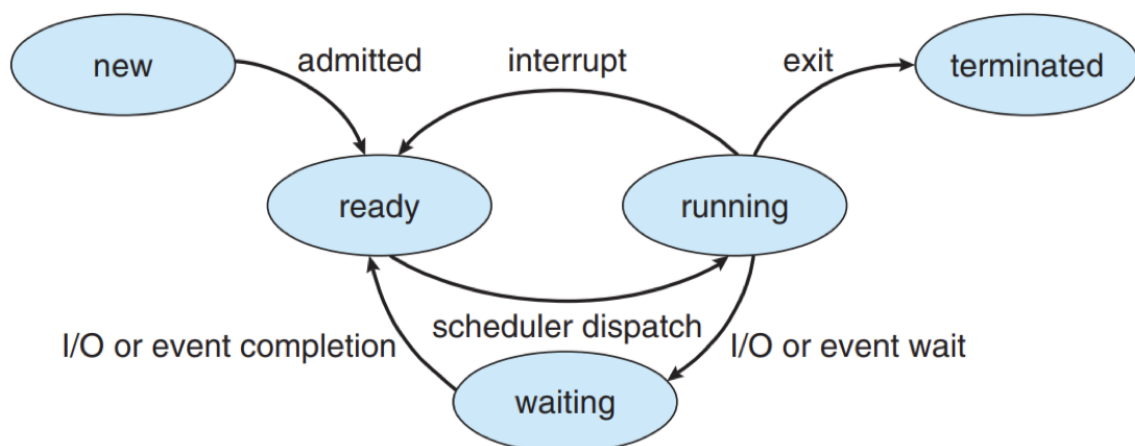 new
admitted
interrupt
exit
terminated
ready
running
scheduler dispatch
I/O or event completion
I/O or event wait
waiting